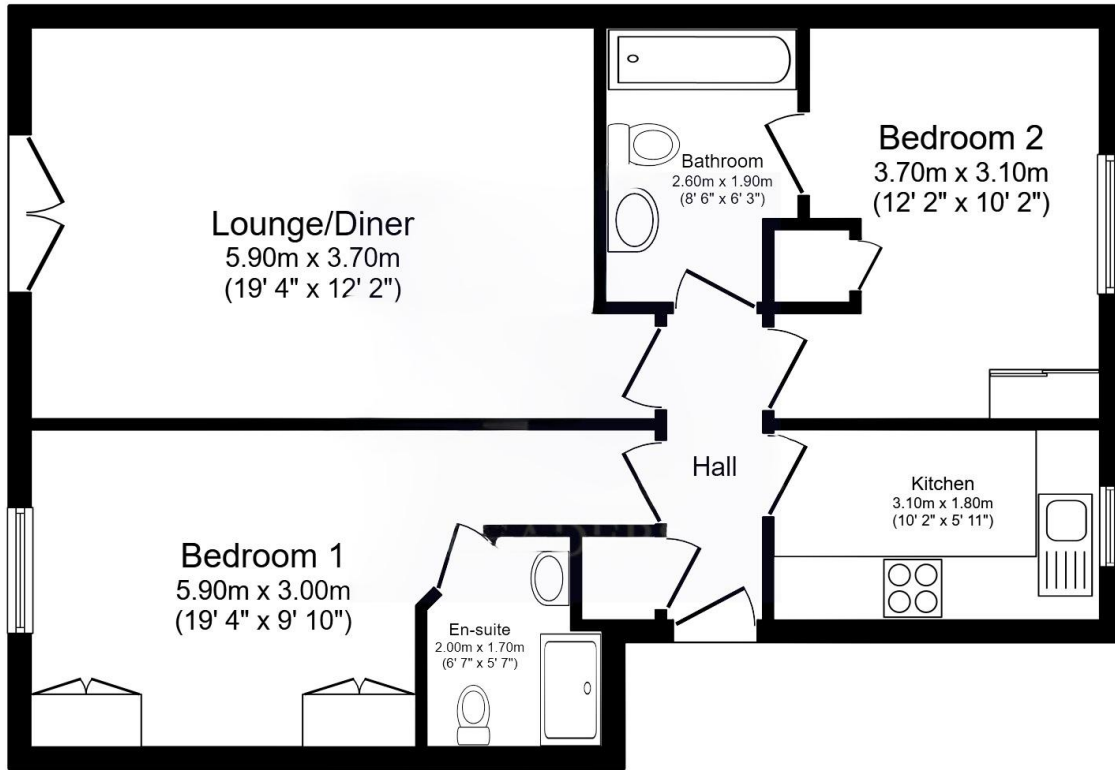 Lounge/Diner
5.90m x 3.70m
(19' 4" x 12' 2")
Bathroom
2.60m x 1.90m
(8' 6" x 6' 3")
Bedroom 2
3.70m x 3.10m
(12' 2" x 10' 2")
Hall
Kitchen
3.10m x 1.80m
(10' 2" x 5' 11")
Bedroom 1
5.90m x 3.00m
(19' 4" x 9' 10")
En-suite
2.00m x 1.70m
(6' 7" x 5' 7")